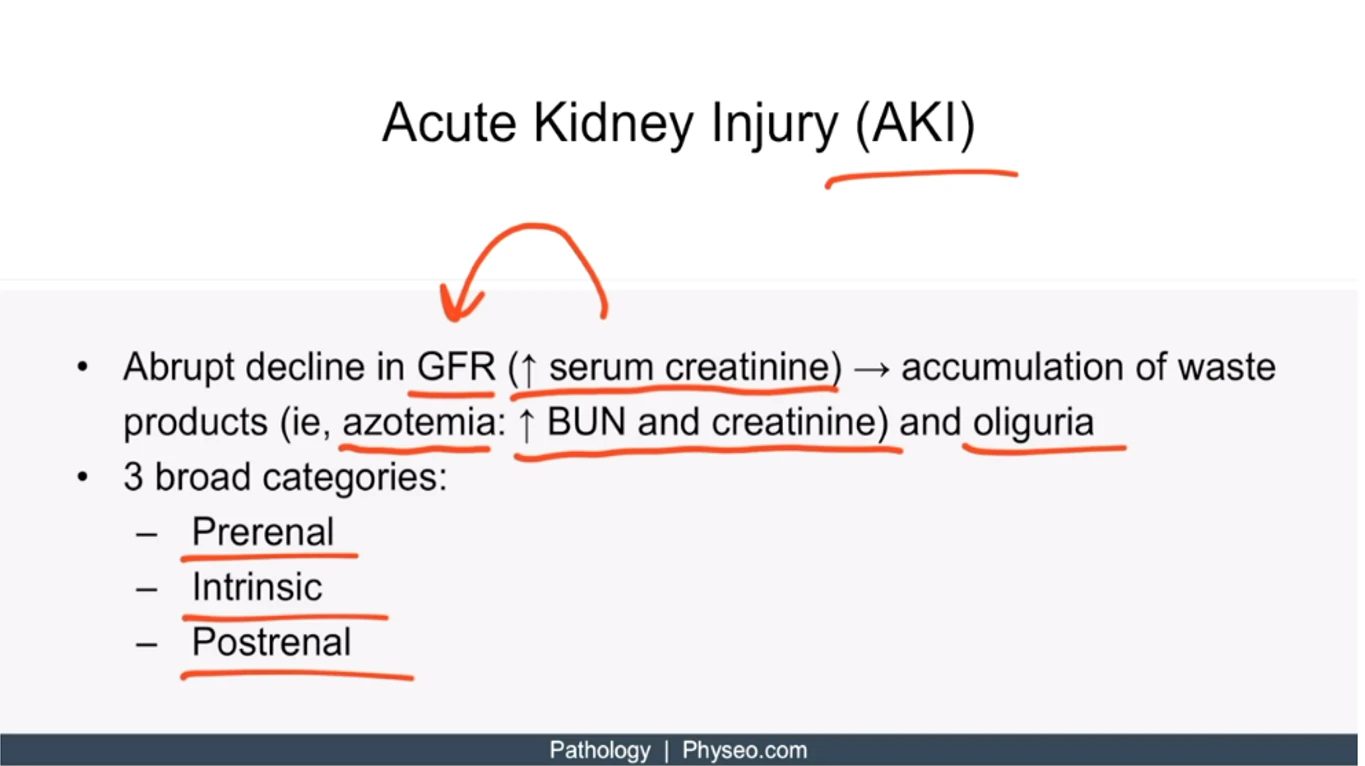 Acute Kidney Injury (AKI)
• Abrupt decline in GFR (↑ serum creatinine) → accumulation of waste
products (ie, azotemia: ↑ BUN and creatinine) and oliguria
• 3 broad categories:
– Prerenal
– Intrinsic
– Postrenal
Pathology | Physeo.com